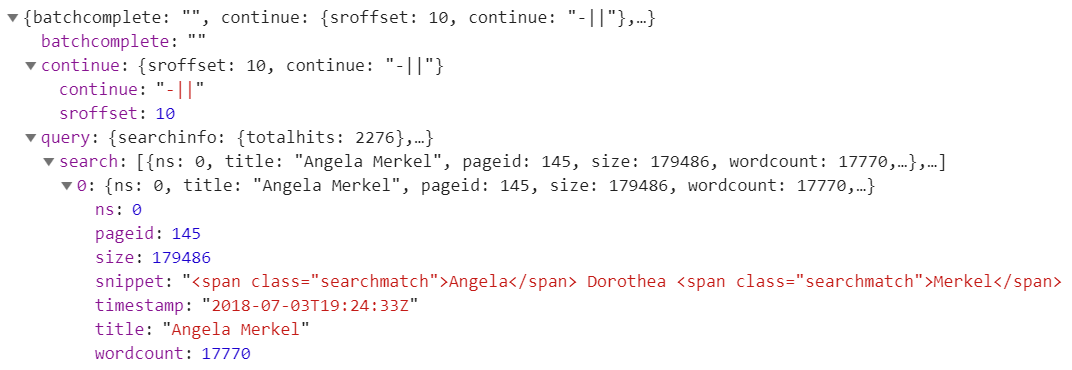 ▼{batchcomplete: "", continue: {sroffset: 10, continue: "-||"},…}
batchcomplete: ""
▼continue: {sroffset: 10, continue: "-||"}
continue: "-||"
sroffset: 10
▼query: {searchinfo: {totalhits: 2276},…}
▼search: [{ns: 0, title: "Angela Merkel", pageid: 145, size: 179486, wordcount: 17770,…},…]
▼0: {ns: 0, title: "Angela Merkel", pageid: 145, size: 179486, wordcount: 17770,…}
ns: 0
pageid: 145
size: 179486
snippet: "<span class="searchmatch">Angela</span> Dorothea <span class="searchmatch">Merkel</span>
timestamp: "2018-07-03T19:24:33Z"
title: "Angela Merkel"
wordcount: 17770